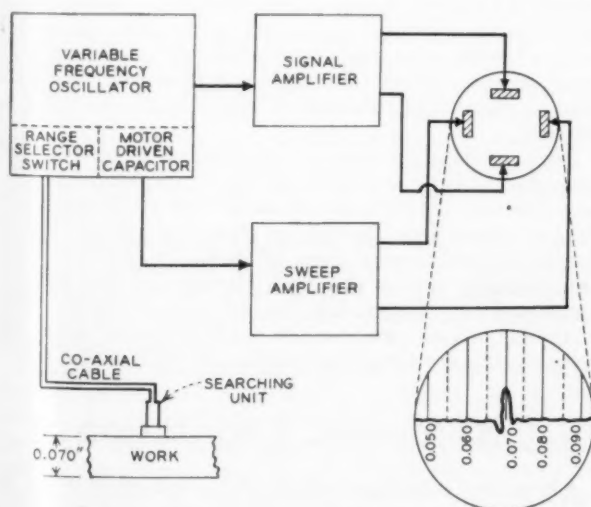 VARIABLE
FREQUENCY
OSCILLATOR
RANGE
SELECTOR
SWITCH
MOTOR
DRIVEN
CAPACITOR
SIGNAL
AMPLIFIER
SWEEP
AMPLIFIER
CO-AXIAL
CABLE
SEARCHING
UNIT
0.070"
WORK
0.050
0.060
0.070
0.080
0.090